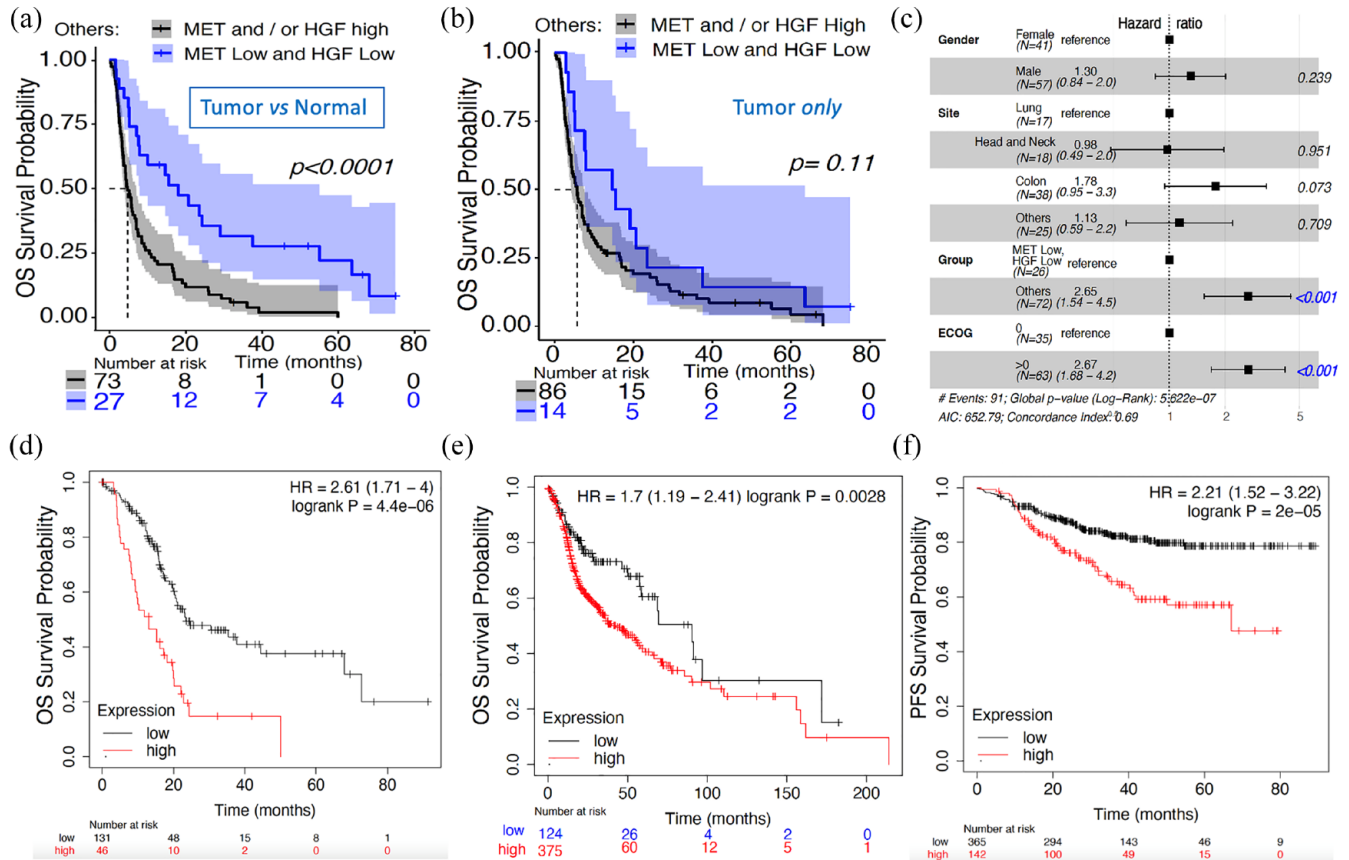 (a)
Others:
MET and / or HGF high
MET Low and HGF Low
Tumor vs Normal
p<0.0001
OS Survival Probability
1.00
0.75
0.50
0.25
0.00
0 20 40 60 80
Number at risk Time (months)
73 8 1 0 0
27 12 7 4 0
(b)
Others:
MET and / or HGF High
MET Low and HGF Low
Tumor only
p= 0.11
OS Survival Probability
1.00
0.75
0.50
0.25
0.00
0 20 40 60 80
Number at risk Time (months)
86 15 6 2 0
14 5 2 2 0
(c)
Hazard ratio
Gender Female (N=41) reference
Male (N=57) 1.30 (0.84 – 2.0) 0.239
Site Lung (N=17) reference
Head and Neck (N=18) 0.98 (0.49 – 2.0) 0.951
Colon (N=38) 1.78 (0.95 – 3.3) 0.073
Others (N=25) 1.13 (0.59 – 2.2) 0.709
Group MET Low, HGF Low (N=26) reference
Others (N=72) 2.65 (1.54 – 4.5) <0.001
ECOG 0 (N=35) reference
>0 (N=63) 2.67 (1.68 – 4.2) <0.001
# Events: 91; Global p-value (Log-Rank): 5.622e-07
AIC: 652.79; Concordance Index: 0.69
1 2 5
(d)
HR = 2.61 (1.71 – 4)
logrank P = 4.4e-06
OS Survival Probability
1.0
0.8
0.6
0.4
0.2
0.0
Expression
low
high
0 20 40 60 80
Time (months)
Number at risk
low 131 48 15 8 1
high 46 10 2 0 0
(e)
HR = 1.7 (1.19 – 2.41) logrank P = 0.0028
OS Survival Probability
1.0
0.8
0.6
0.4
0.2
0.0
Expression
low
high
0 50 100 150 200
Time (months)
Number at risk
low 124 26 4 2 0
high 375 60 12 5 1
(f)
HR = 2.21 (1.52 – 3.22)
logrank P = 2e-05
PFS Survival Probability
1.0
0.8
0.6
0.4
0.2
0.0
Expression
low
high
0 20 40 60 80
Time (months)
Number at risk
low 365 294 143 46 9
high 142 100 49 15 0